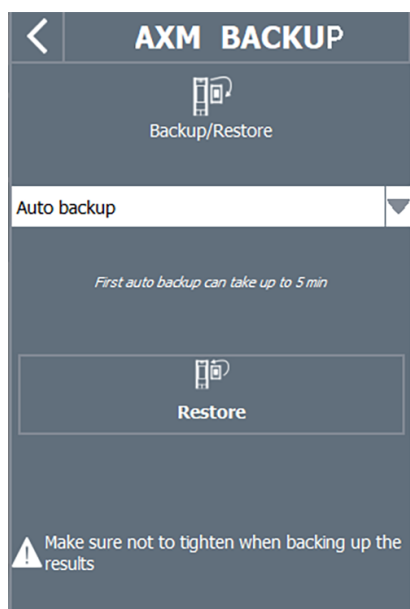 AXM BACKUP
Backup/Restore
Auto backup
First auto backup can take up to 5 min
Restore
Make sure not to tighten when backing up the
results